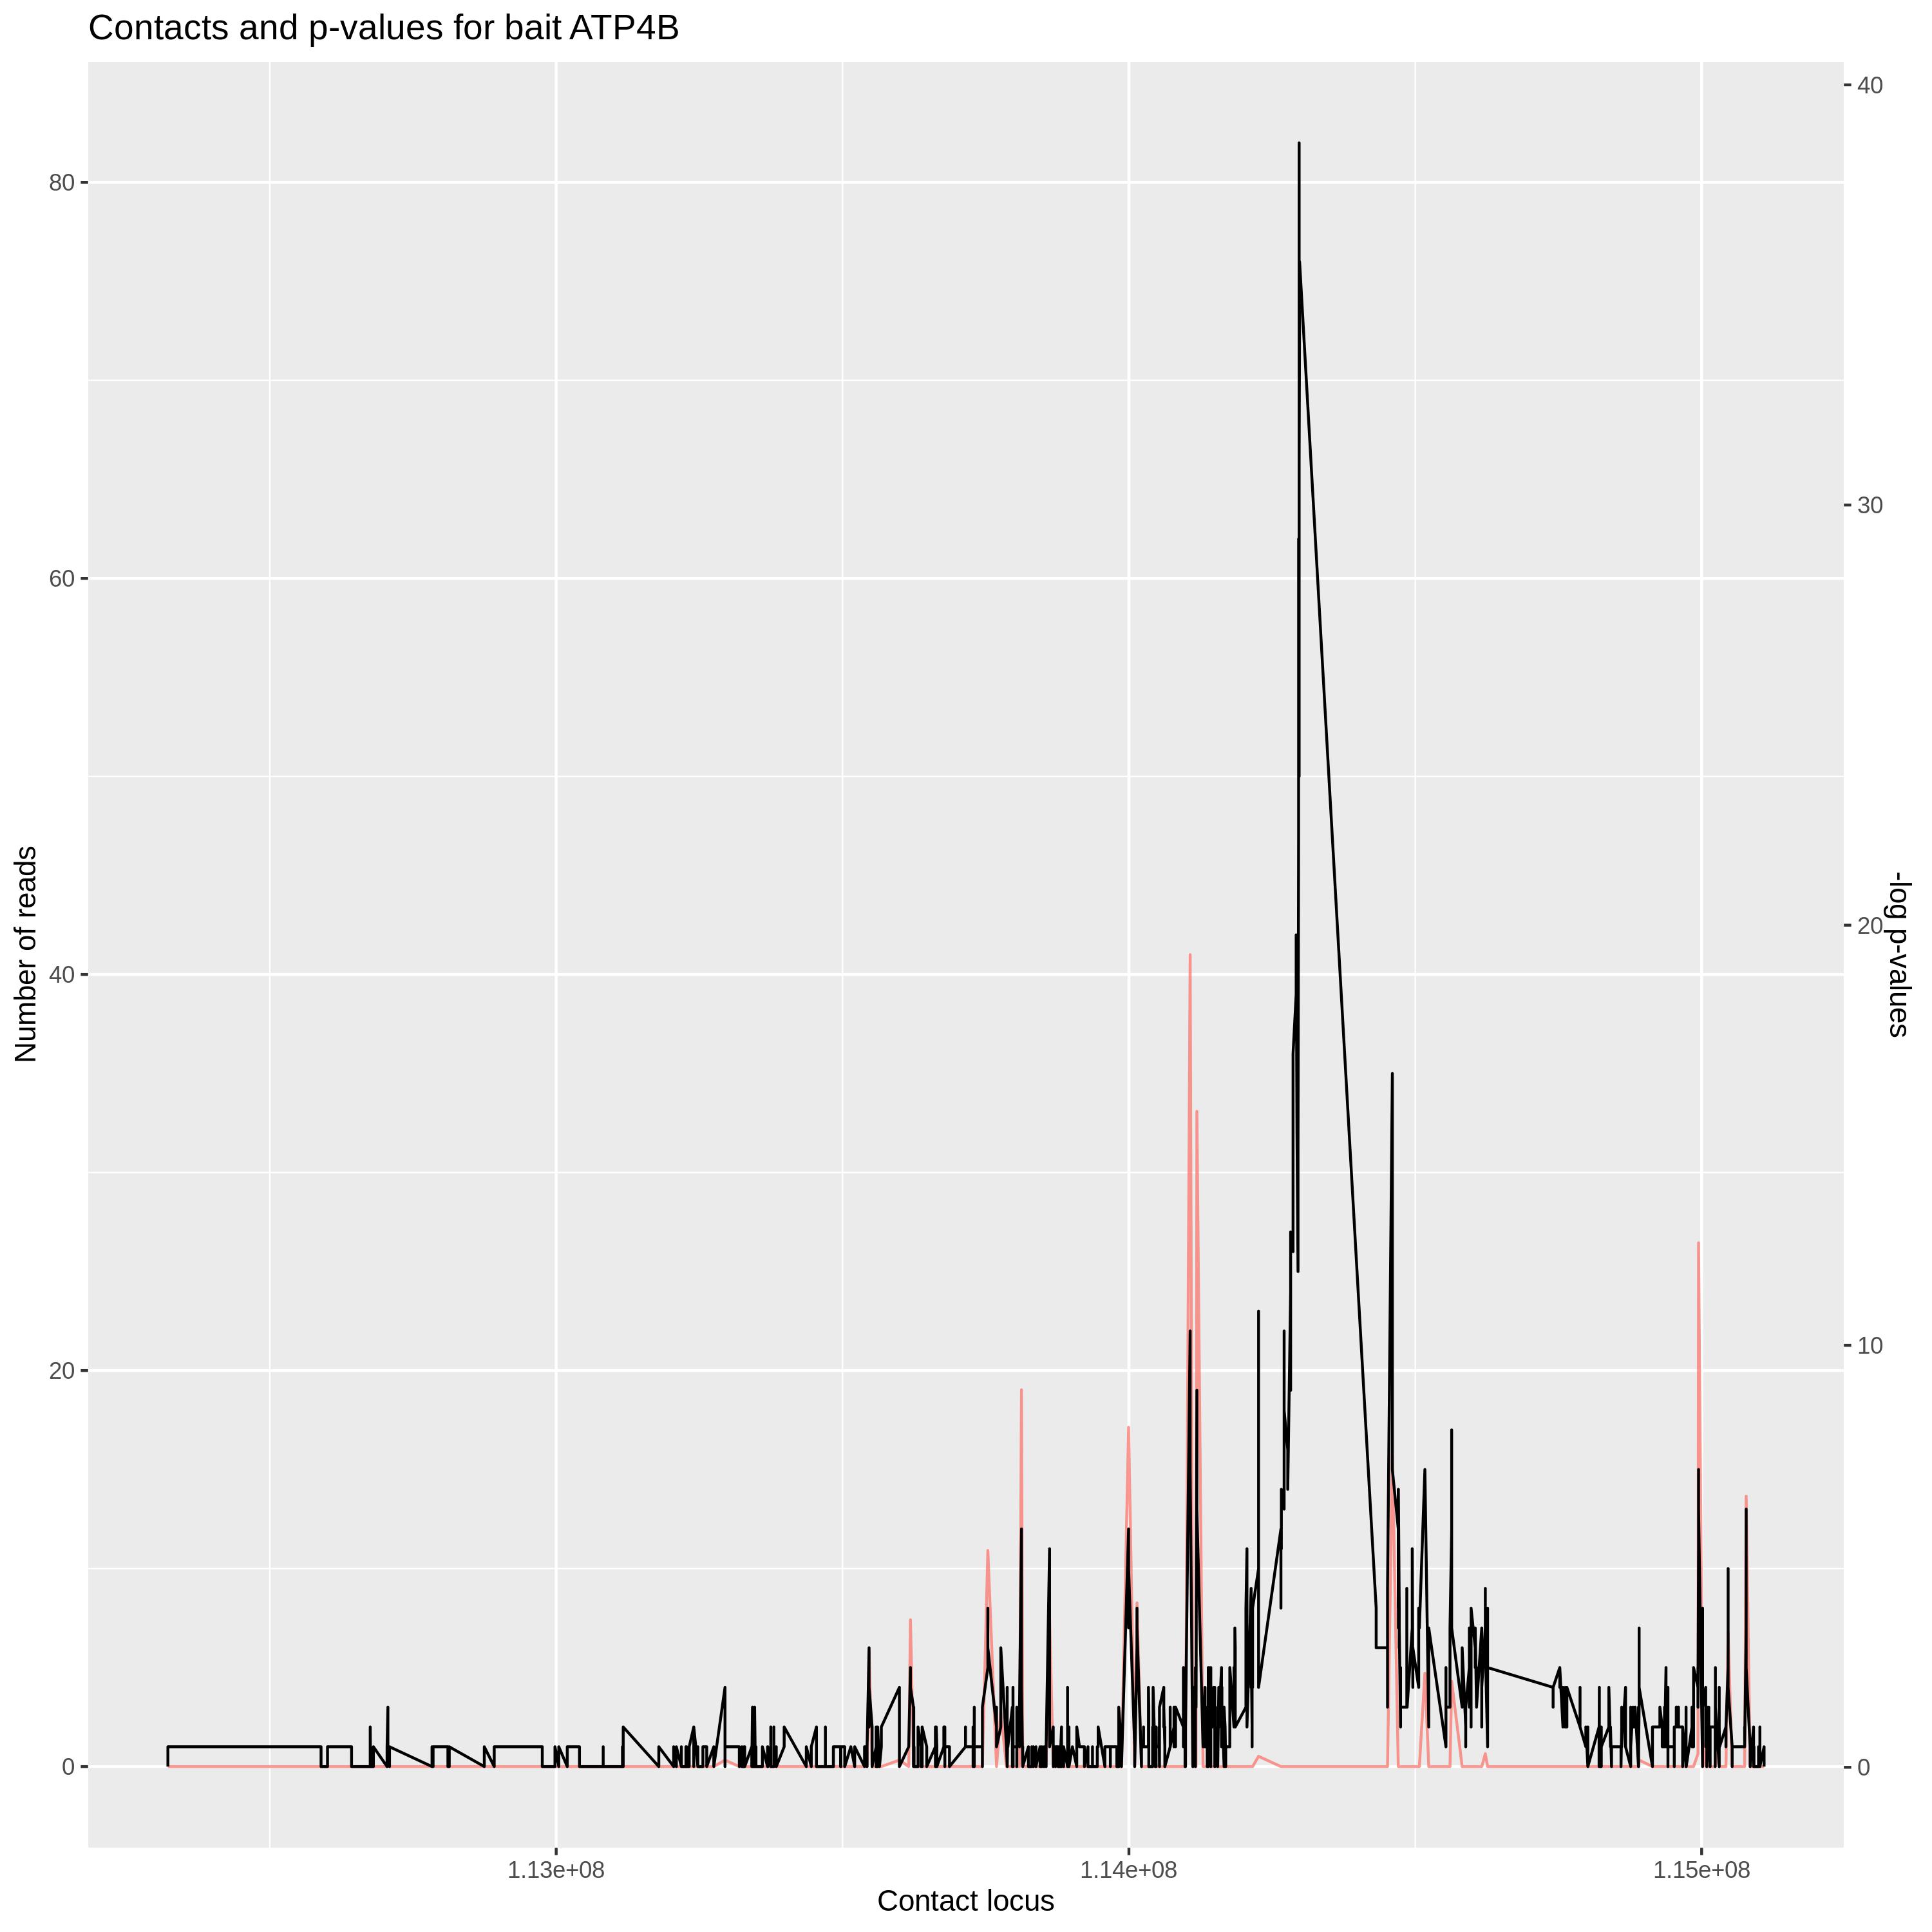 Contacts and p-values for bait ATP4B
Number of reads
80
60
40
20
0
40
30
20
10
0
-log p-values
1.13e+08
1.14e+08
1.15e+08
Contact locus